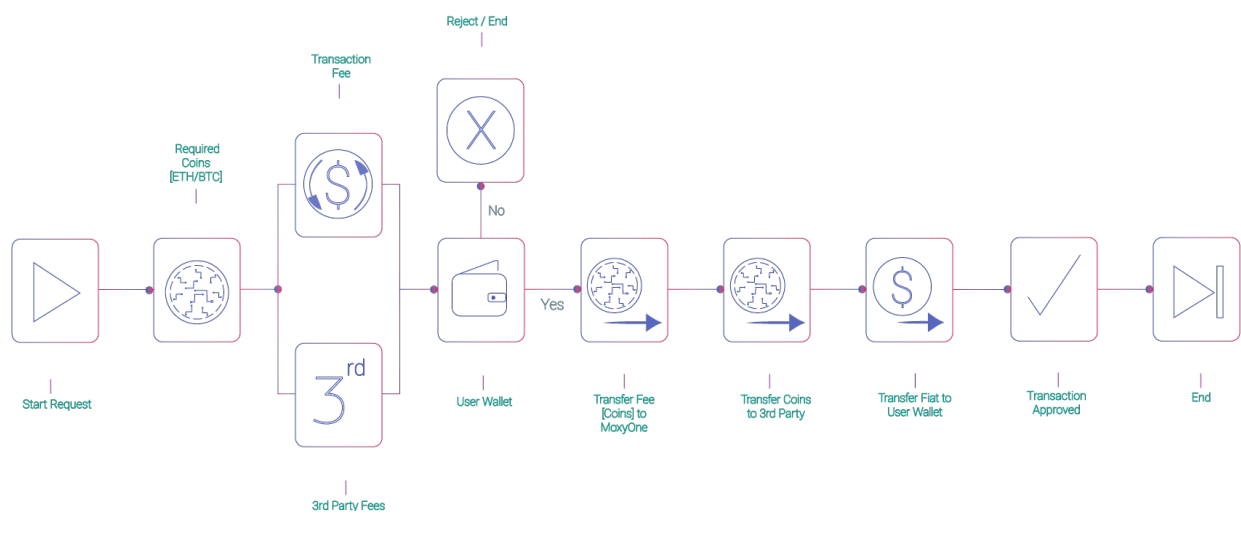 Reject / End
Transaction
Fee
$
X
Required
Coins
[ETH/BTC]
No
Yes
$
3rd
Start Request
User Wallet
Transfer Fee
[Coins] to
MoxyOne
Transfer Coins
to 3rd Party
Transfer Fiat to
User Wallet
Transaction
Approved
End
3rd Party Fees